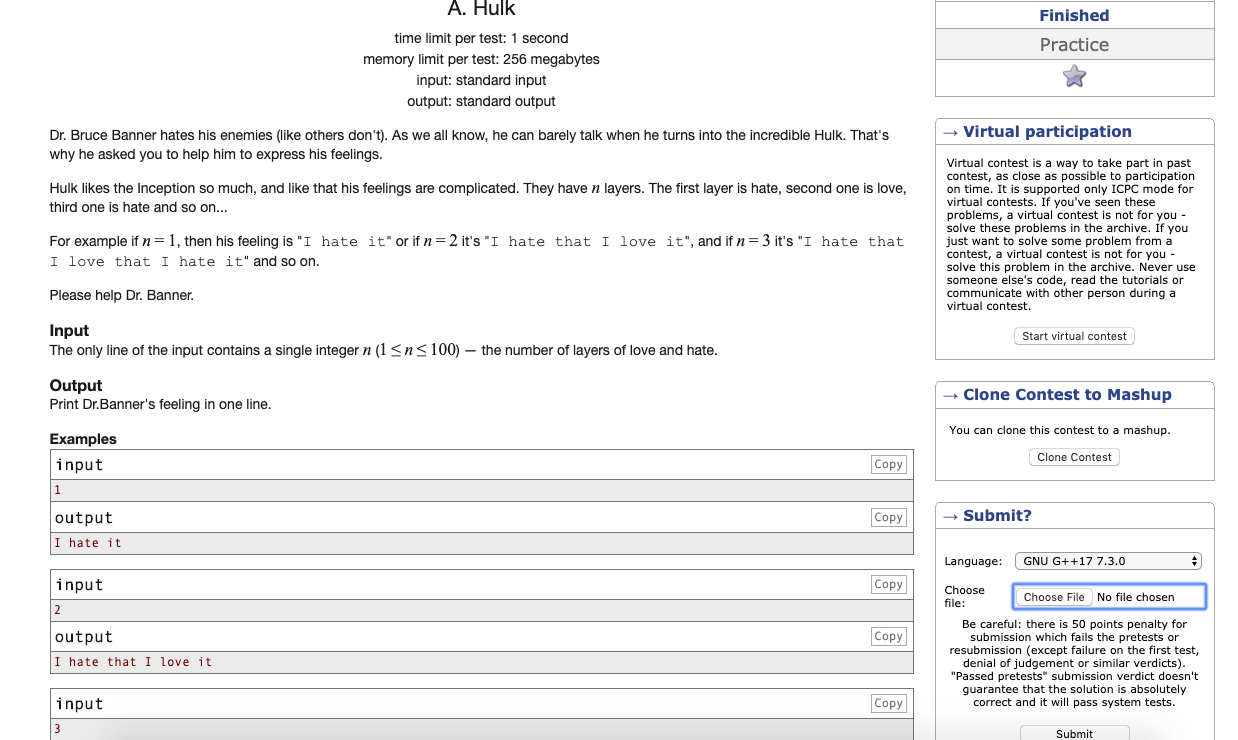 A. Hulk
time limit per test: 1 second
memory limit per test: 256 megabytes
input: standard input
output: standard output
Dr. Bruce Banner hates his enemies (like others don't). As we all know, he can barely talk when he turns into the incredible Hulk. That's
why he asked you to help him to express his feelings.
Hulk likes the Inception so much, and like that his feelings are complicated. They have n layers. The first layer is hate, second one is love,
third one is hate and so on...
For example if n = 1, then his feeling is "I hate it" or if n = 2 it's "I hate that I love it", and if n = 3 it's "I hate that
I love that I hate it" and so on.
Please help Dr. Banner.
Input
The only line of the input contains a single integer n (1 ≤ n ≤ 100) — the number of layers of love and hate.
Output
Print Dr.Banner's feeling in one line.
Examples
input
Copy
1
output
Copy
I hate it
input
Copy
2
output
Copy
I hate that I love it
input
Copy
3
Finished
Practice
→ Virtual participation
Virtual contest is a way to take part in past
contest, as close as possible to participation
on time. It is supported only ICPC mode for
virtual contests. If you've seen these
problems, a virtual contest is not for you -
solve these problems in the archive. If you
just want to solve some problem from a
contest, a virtual contest is not for you -
solve this problem in the archive. Never use
someone else's code, read the tutorials or
communicate with other person during a
virtual contest.
Start virtual contest
→ Clone Contest to Mashup
You can clone this contest to a mashup.
Clone Contest
→ Submit?
Language: GNU G++17 7.3.0
Choose
file:
Choose File No file chosen
Be careful: there is 50 points penalty for
submission which fails the pretests or
resubmission (except failure on the first test,
denial of judgement or similar verdicts).
"Passed pretests" submission verdict doesn't
guarantee that the solution is absolutely
correct and it will pass system tests.
Submit